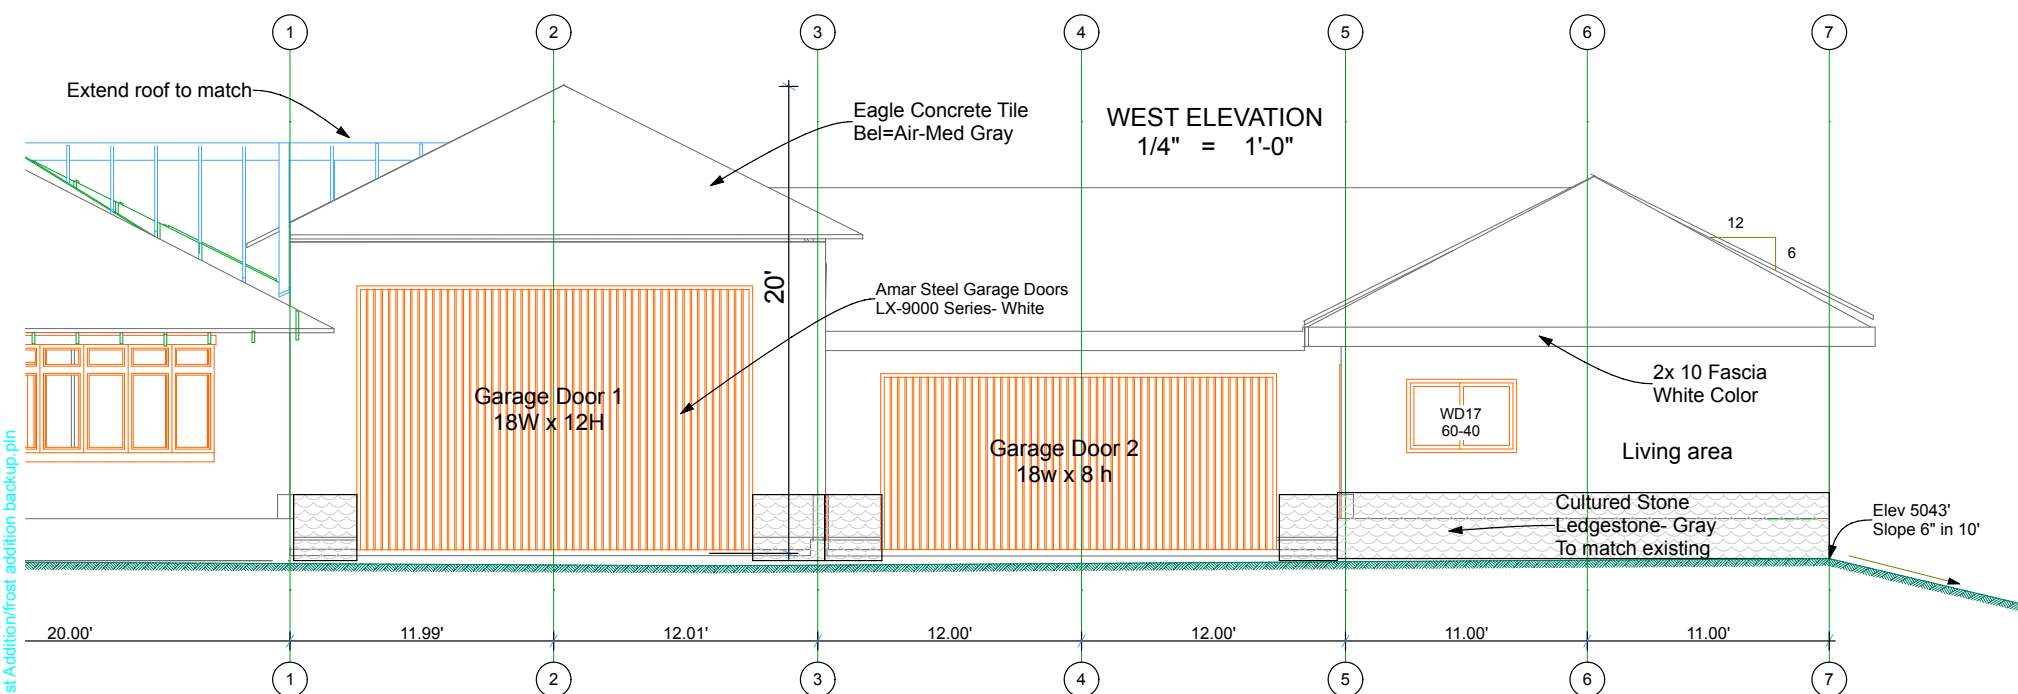 1
2
3
4
5
6
7
Extend roof to match
Eagle Concrete Tile
Bel=Air-Med Gray
WEST ELEVATION
1/4" = 1'-0"
12
6
20'
Amar Steel Garage Doors
LX-9000 Series- White
Garage Door 1
18W x 12H
Garage Door 2
18w x 8 h
2x 10 Fascia
White Color
WD17
60-40
Living area
Cultured Stone
Ledgestone- Gray
To match existing
Elev 5043'
Slope 6" in 10'
st Addition/frost addition backup.pln
20.00'
11.99'
12.01'
12.00'
12.00'
11.00'
11.00'
1
2
3
4
5
6
7